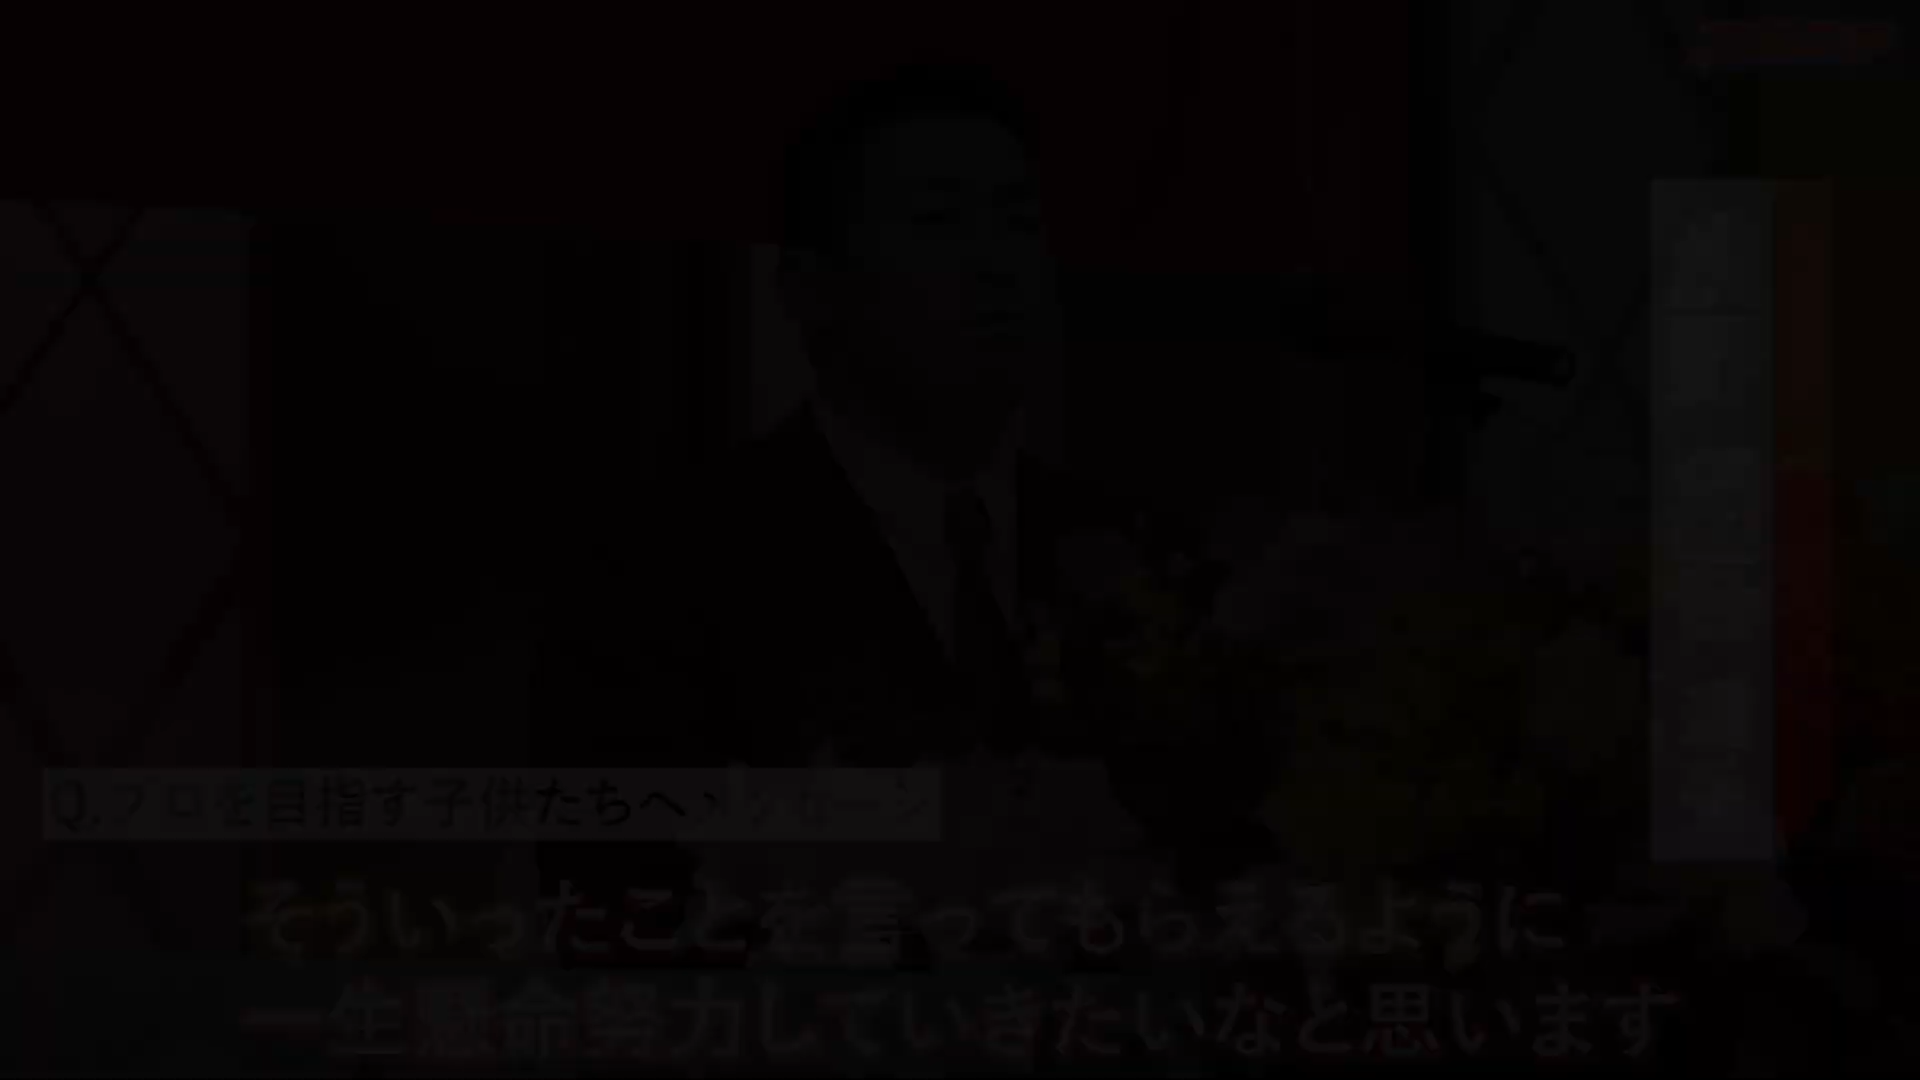 Q. プロを目指す子供たちへメッセージ
そういったことを言ってもらえるように
一生懸命努力していきたいなと思います